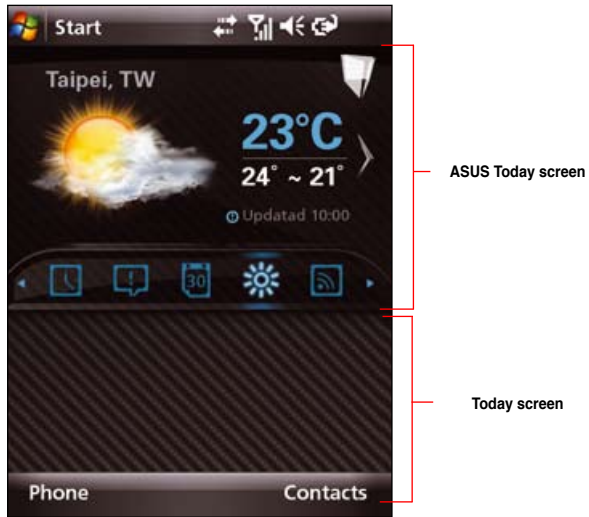 Start
Taipei, TW
23°C
24° ~ 21°
Updatad 10:00
30
Phone
Contacts
ASUS Today screen
Today screen